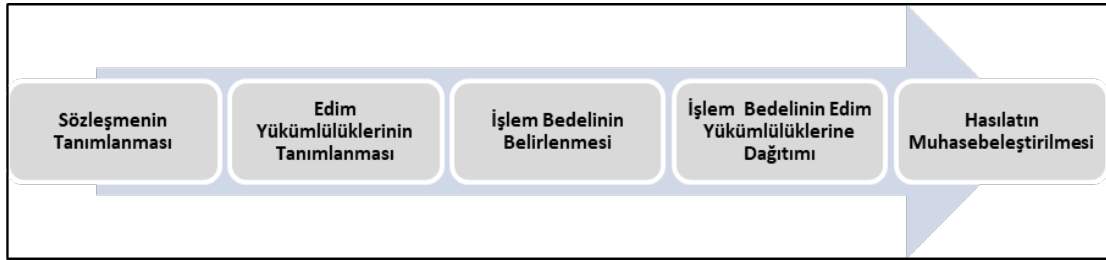 Sözleşmenin
Tanımlanması
Edim
Yükümlülüklerinin
Tanımlanması
İşlem Bedelinin
Belirlenmesi
İşlem Bedelinin Edim
Yükümlülüklerine
Dağıtımı
Hasılatın
Muhasebeleştirilmesi